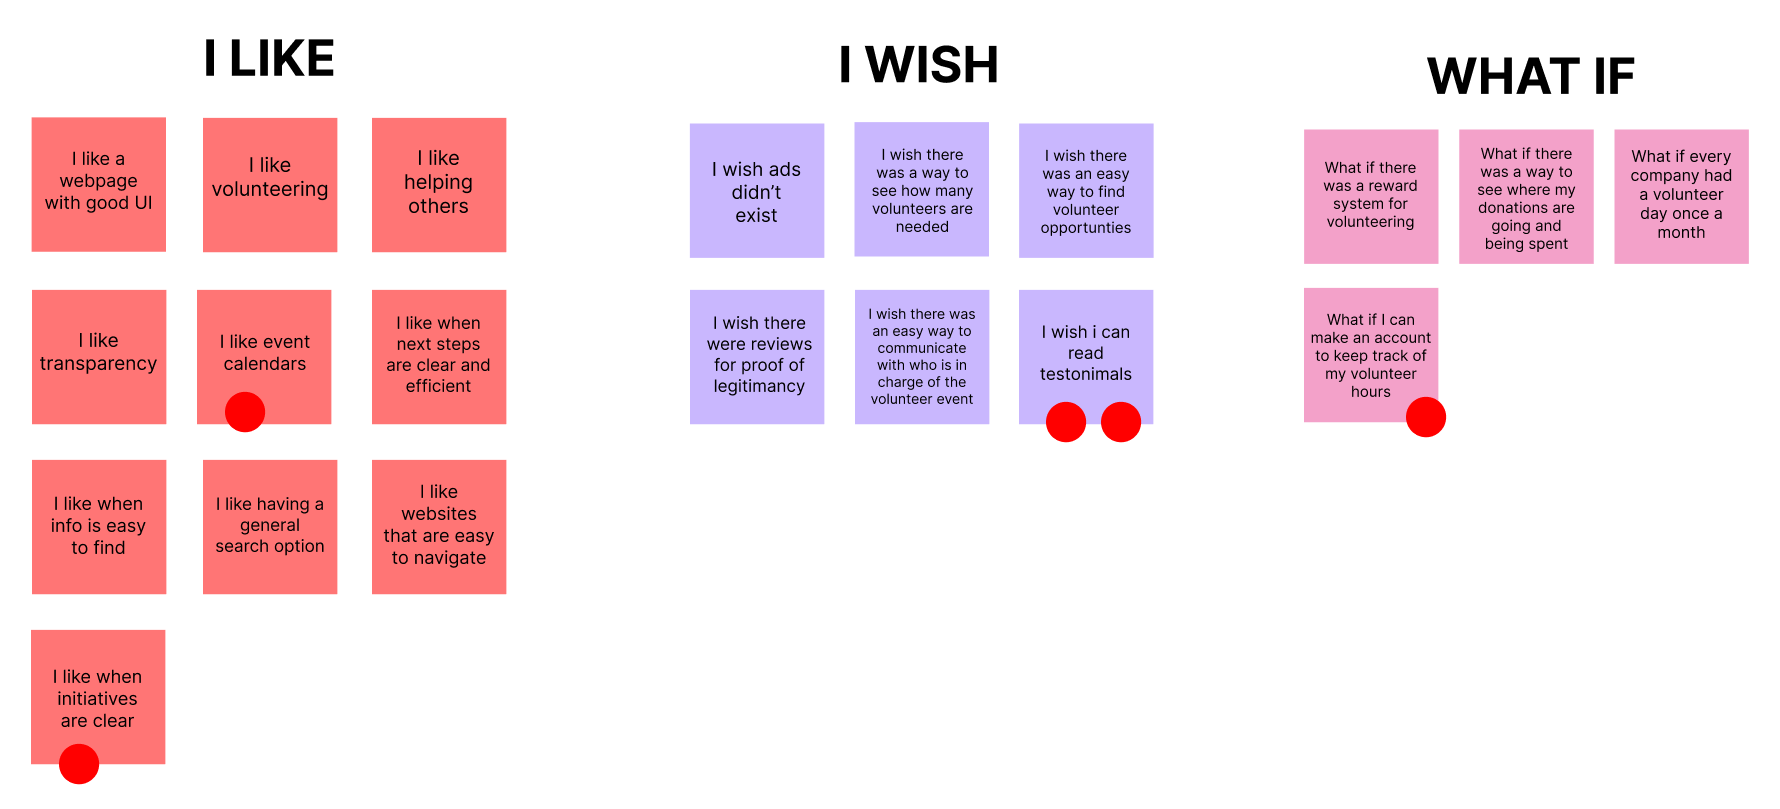 I LIKE
I like a
webpage
with good UI
I like
volunteering
I like
helping
others
I like
transparency
I like event
calendars
I like when
next steps
are clear and
efficient
I like when
info is easy
to find
I like having a
general
search option
I like
websites
that are easy
to navigate
I like when
initiatives
are clear
I WISH
I wish ads
didn’t
exist
I wish there
was a way to
see how many
volunteers are
needed
I wish there
was an easy
way to find
volunteer
opportunties
I wish there
were reviews
for proof of
legitimancy
I wish there was
an easy way to
communicate
with who is in
charge of the
volunteer event
I wish i can
read
testonimals
WHAT IF
What if there
was a reward
system for
volunteering
What if there
was a way to
see where my
donations are
going and
being spent
What if every
company had
a volunteer
day once a
month
What if I can
make an account
to keep track of
my volunteer
hours